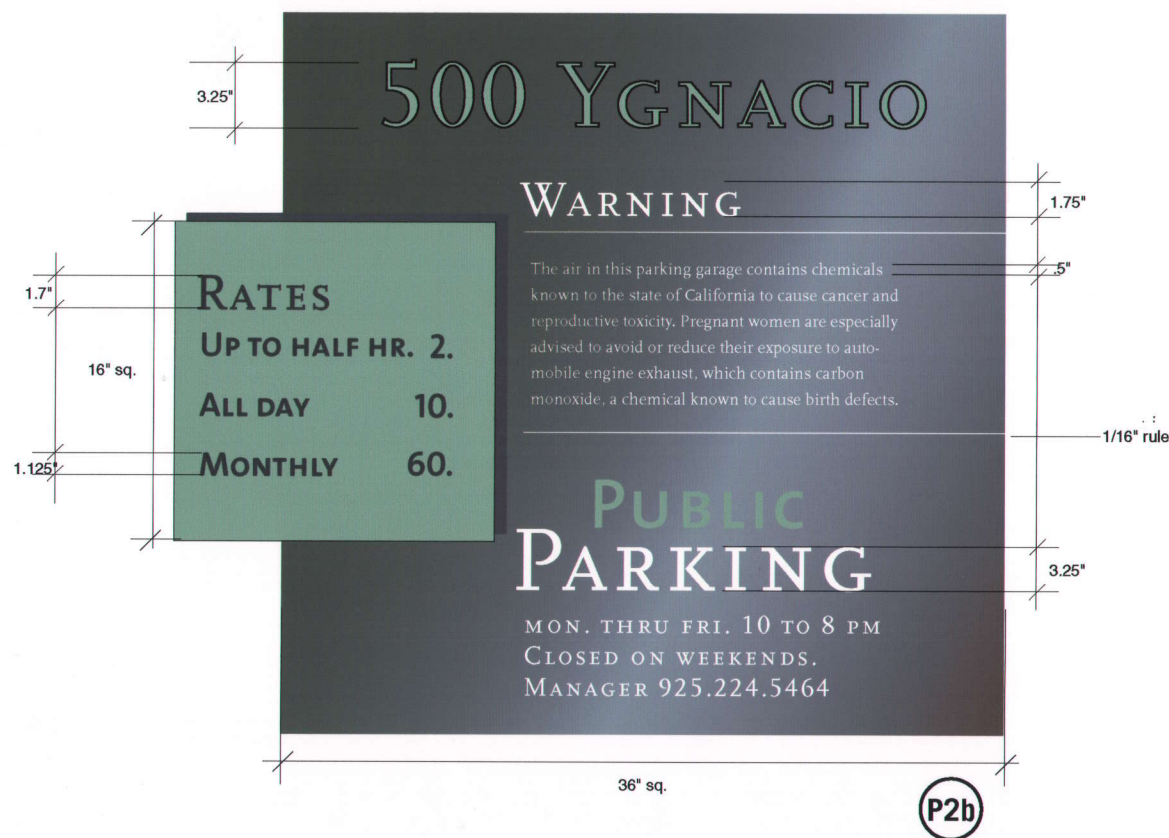 500 YGNACIO
3.25"
WARNING
1.75"
The air in this parking garage contains chemicals
known to the state of California to cause cancer and
reproductive toxicity. Pregnant women are especially
advised to avoid or reduce their exposure to auto-
mobile engine exhaust, which contains carbon
monoxide, a chemical known to cause birth defects.
.5"
1/16" rule
RATES
UP TO HALF HR. 2.
ALL DAY 10.
MONTHLY 60.
1.7"
16" sq.
1.125"
PUBLIC
PARKING
3.25"
MON. THRU FRI. 10 TO 8 PM
CLOSED ON WEEKENDS.
MANAGER 925.224.5464
36" sq.
P2b